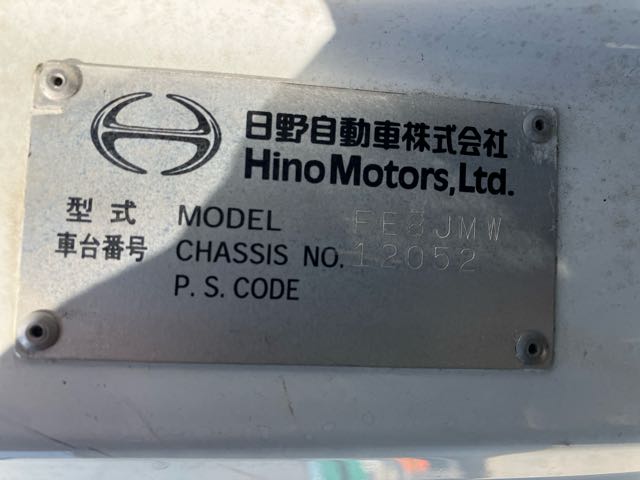 日野自動車株式会社
Hino Motors, Ltd.
型式 MODEL FE8JMW
車台番号 CHASSIS NO. 12052
P. S. CODE